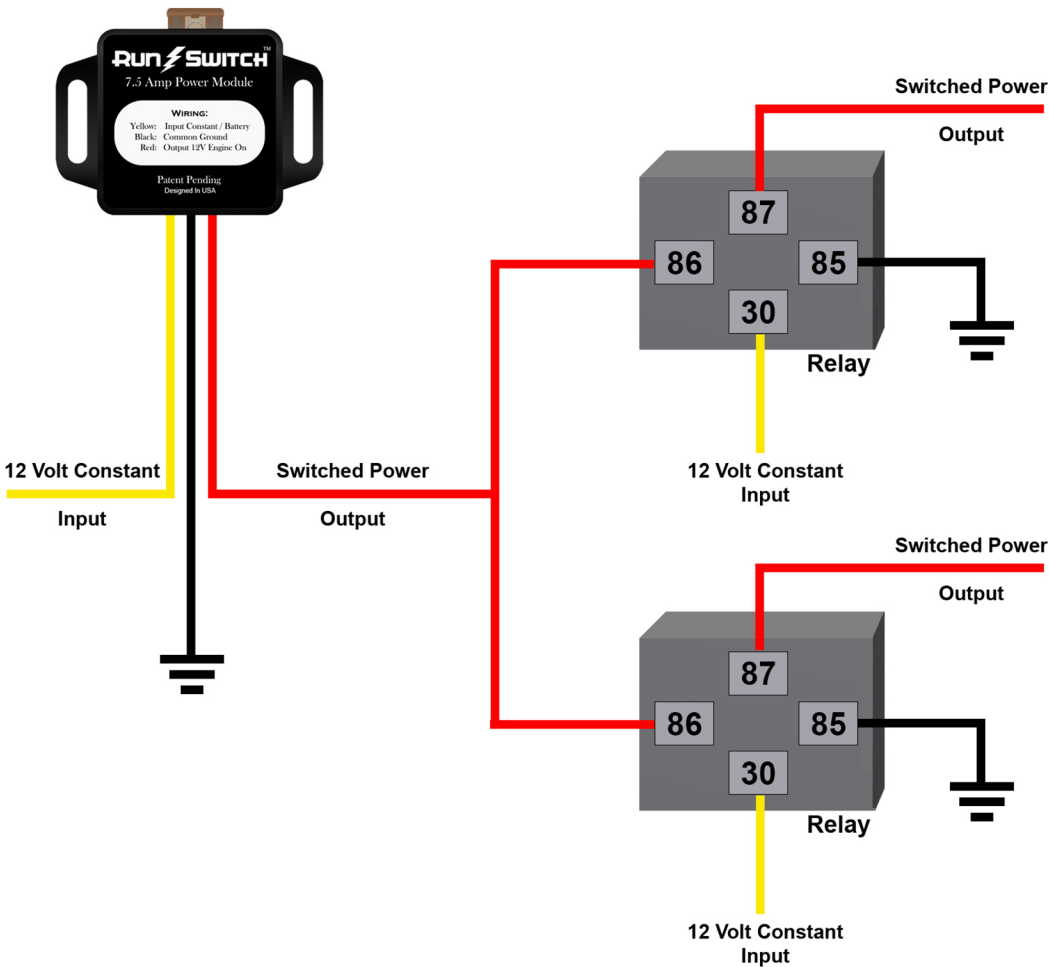 RUN SWITCH™
7.5 Amp Power Module
WIRING:
Yellow: Input Constant / Battery
Black: Common Ground
Red: Output 12V Engine On
Patent Pending
Designed In USA
12 Volt Constant
Input
Switched Power
Output
Switched Power
Output
87
86
85
30
Relay
12 Volt Constant
Input
Switched Power
Output
87
86
85
30
Relay
12 Volt Constant
Input